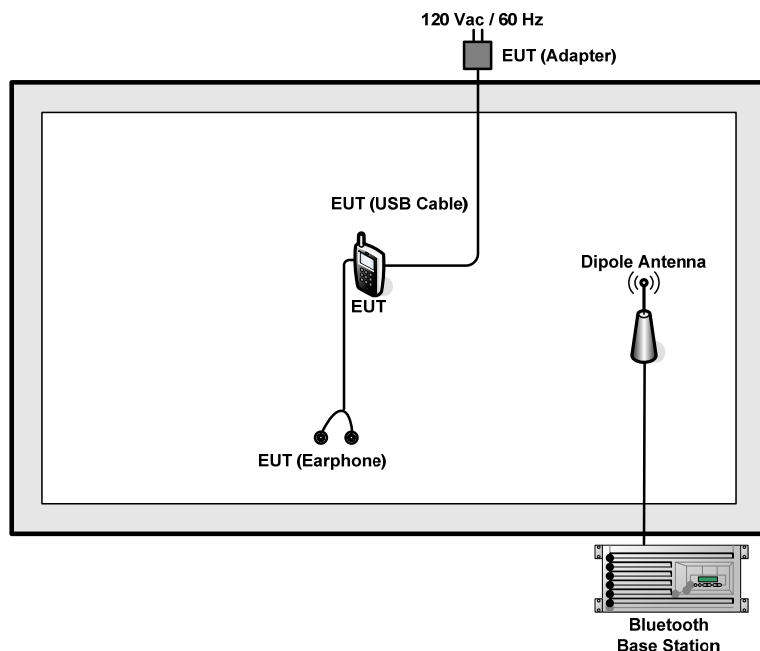 120 Vac / 60 Hz
EUT (Adapter)
EUT (USB Cable)
Dipole Antenna
EUT
EUT (Earphone)
Bluetooth
Base Station